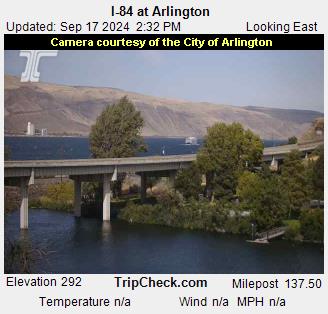 I-84 at Arlington
Updated: Sep 17 2024 2:32 PM Looking East
Camera courtesy of the City of Arlington
Elevation 292 TripCheck.com Milepost 137.50
Temperature n/a Wind n/a MPH n/a